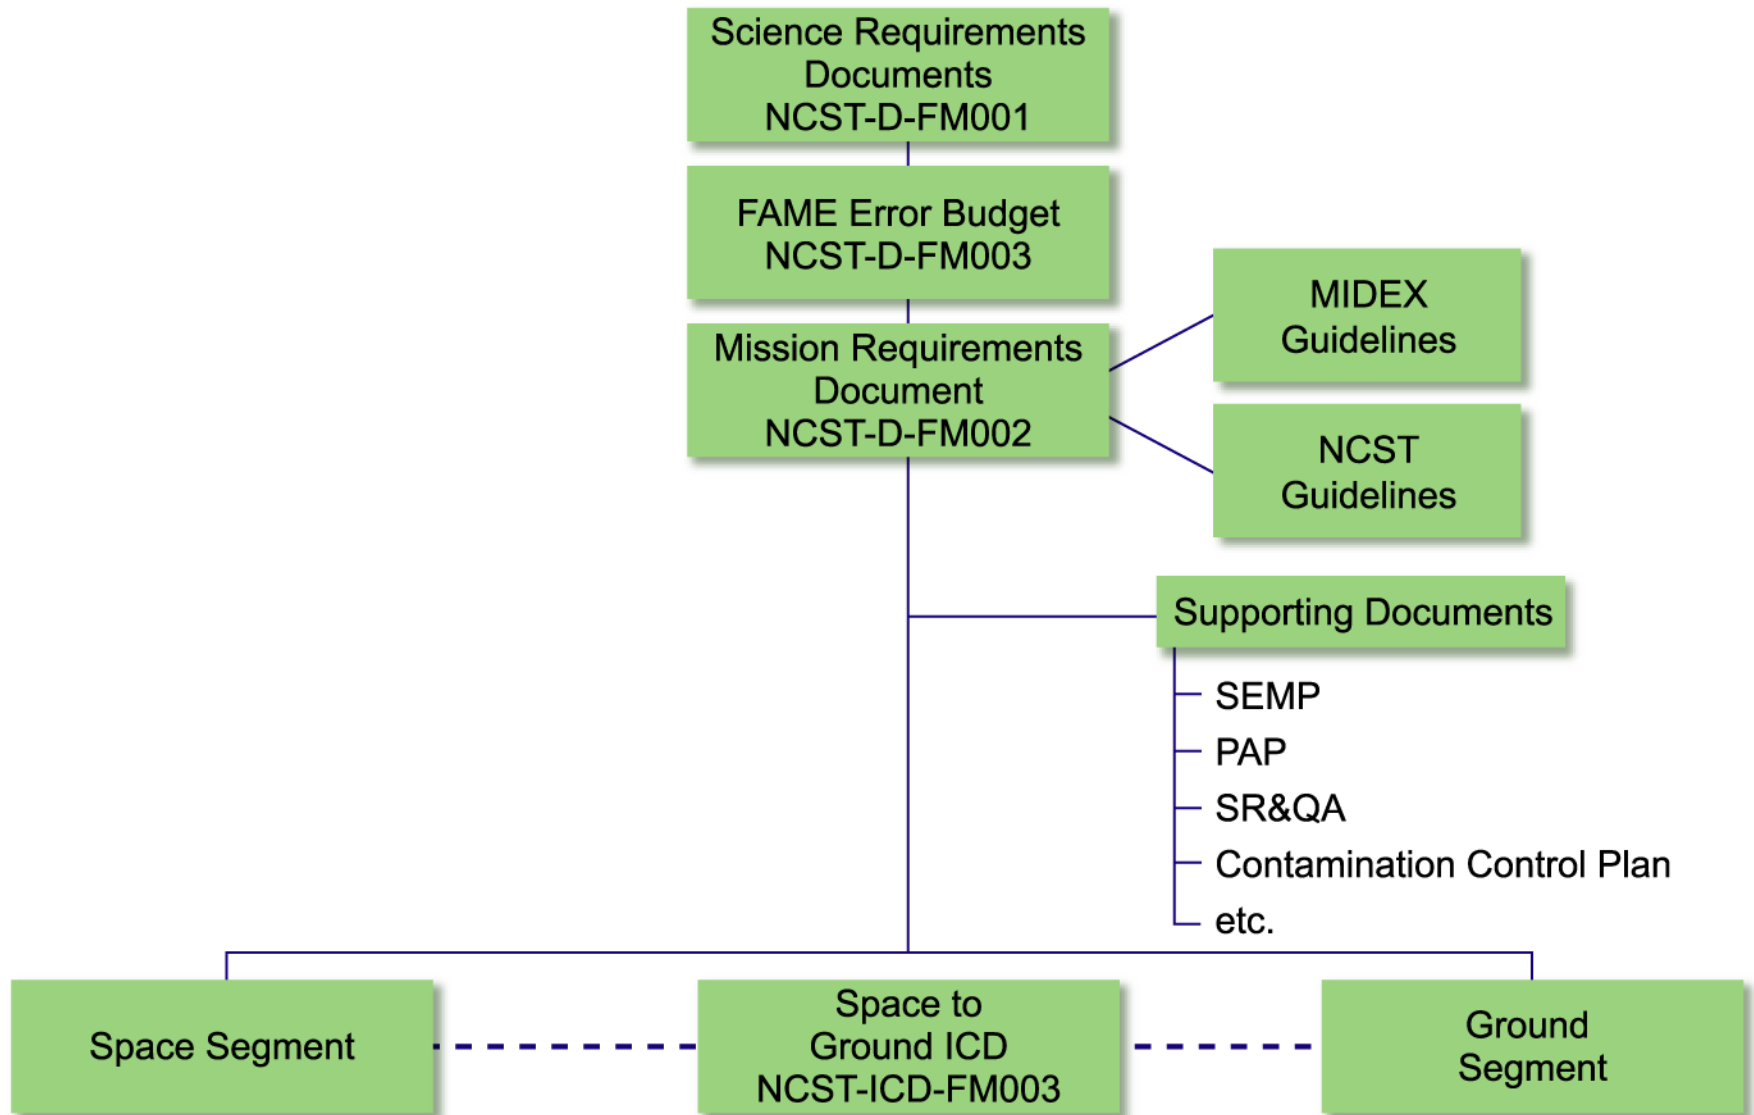 Science Requirements
Documents
NCST-D-FM001
FAME Error Budget
NCST-D-FM003
Mission Requirements
Document
NCST-D-FM002
MIDEX
Guidelines
NCST
Guidelines
Supporting Documents
SEMP
PAP
SR&QA
Contamination Control Plan
etc.
Space Segment
Space to
Ground ICD
NCST-ICD-FM003
Ground
Segment